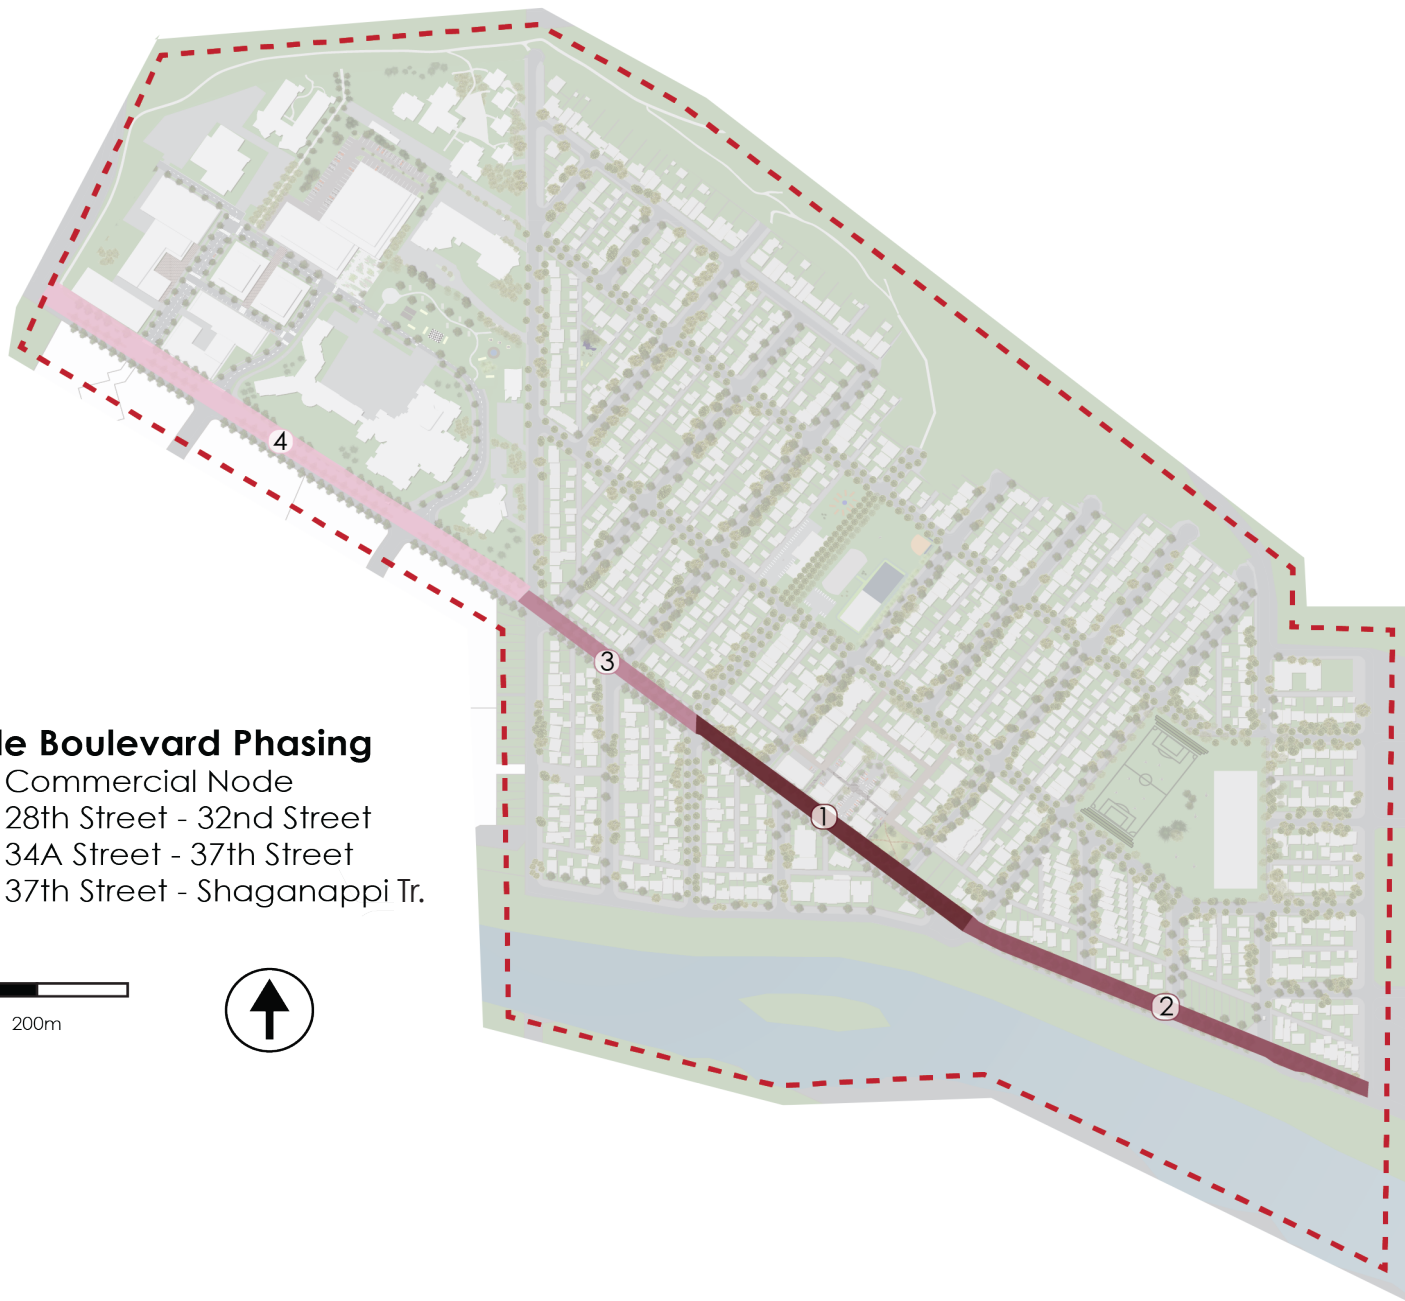 le Boulevard Phasing
Commercial Node
28th Street - 32nd Street
34A Street - 37th Street
37th Street - Shaganappi Tr.
200m
4
3
1
2